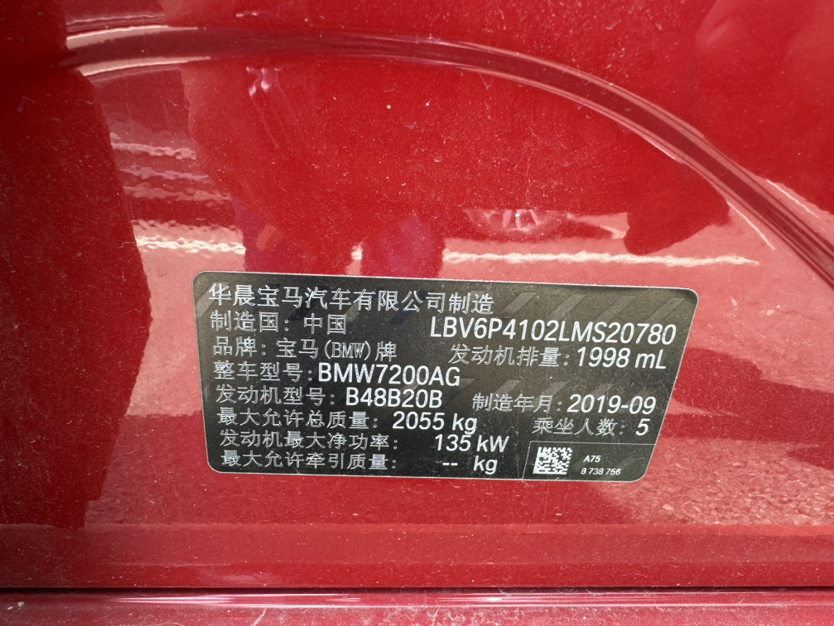 华晨宝马汽车有限公司制造
制造国：中国 LBV6P4102LMS20780
品牌：宝马(BMW)牌 发动机排量：1998 mL
整车型号：BMW7200AG
发动机型号：B48B20B 制造年月：2019-09
最大允许总质量：2055 kg 乘坐人数：5
发动机最大净功率：135 kW
最大允许牵引质量：-- kg
A75
8 738 756